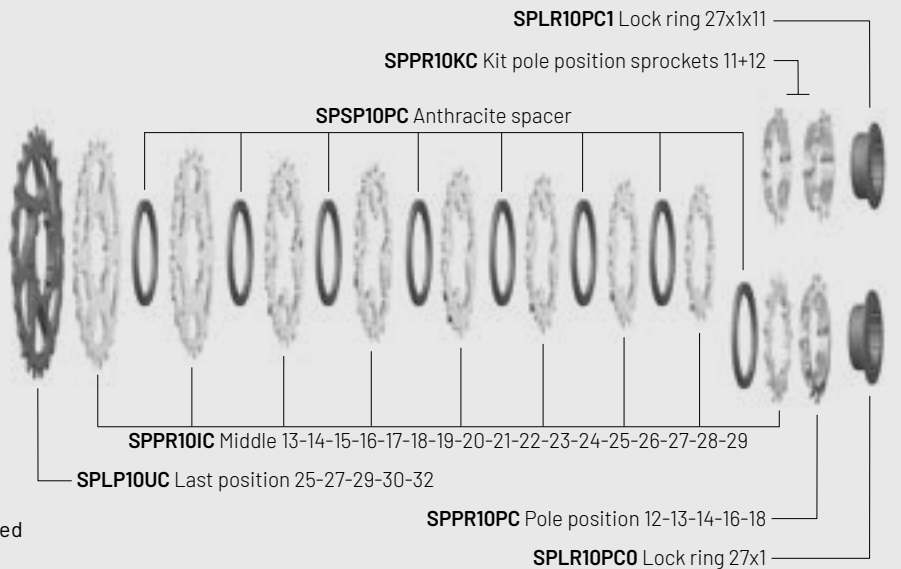 SPLR10PC1 Lock ring 27x1x11
SPPR10KC Kit pole position sprockets 11+12
SPSP10PC Anthracite spacer
SPPR10IC Middle 13-14-15-16-17-18-19-20-21-22-23-24-25-26-27-28-29
SPLP10UC Last position 25-27-29-30-32
SPPR10PC Pole position 12-13-14-16-18
ed
SPLR10PC0 Lock ring 27x1